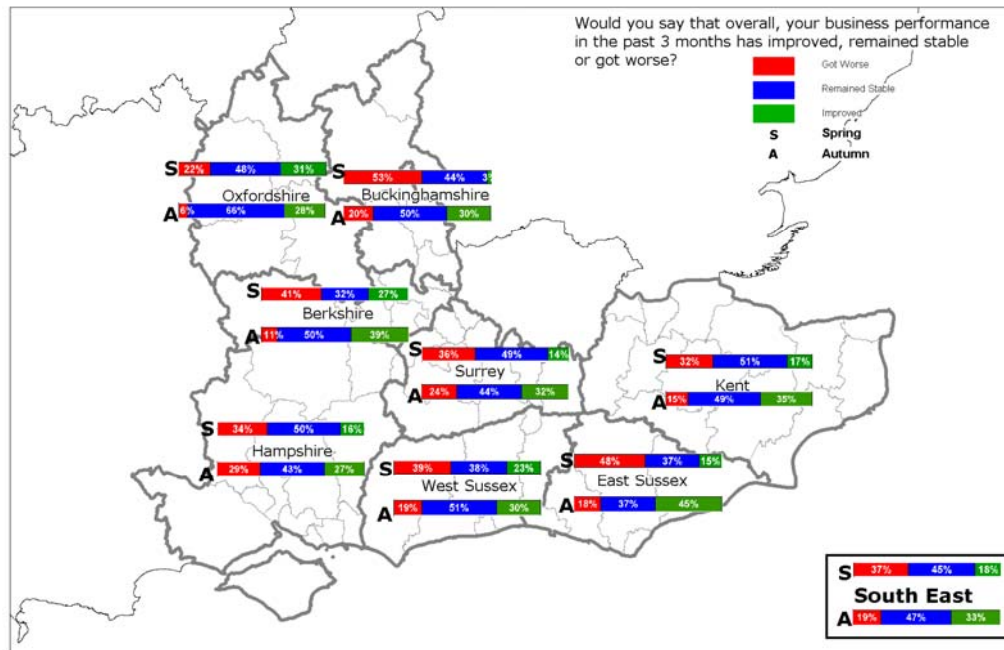 Would you say that overall, your business performance
in the past 3 months has improved, remained stable
or got worse?
Got Worse
Remained Stable
Improved
S Spring
A Autumn
S 22% 48% 31%
Oxfordshire
A 6% 66% 28%
S 53% 44% 3%
Buckinghamshire
A 20% 50% 30%
S 41% 32% 27%
Berkshire
A 11% 50% 39%
S 36% 49% 14%
Surrey
A 24% 44% 32%
S 32% 51% 17%
Kent
A 15% 49% 35%
S 34% 50% 16%
Hampshire
A 29% 43% 27%
S 39% 38% 23%
West Sussex
A 19% 51% 30%
S 48% 37% 15%
East Sussex
A 18% 37% 45%
S 37% 45% 18%
South East
A 19% 47% 33%